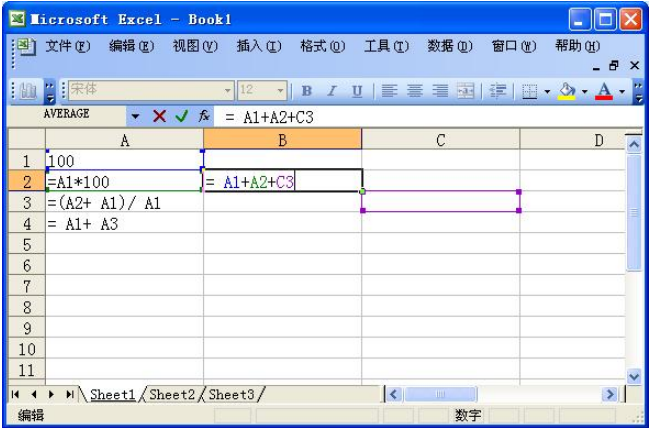 Microsoft Excel - Book1
文件(F) 编辑(E) 视图(V) 插入(I) 格式(O) 工具(T) 数据(D) 窗口(W) 帮助(H)
宋体 12 B I U A
AVERAGE fx = A1+A2+C3
A B C D
1 100
2 =A1*100 = A1+A2+C3
3 =(A2+ A1)/ A1
4 = A1+ A3
5
6
7
8
9
10
11
Sheet1 Sheet2 Sheet3
编辑 数字